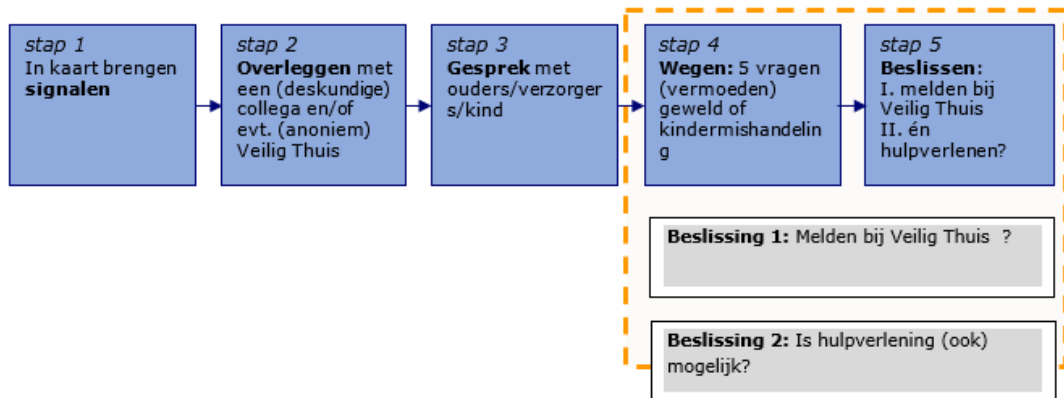 stap 1
In kaart brengen
signalen
stap 2
Overleggen met
een (deskundige)
collega en/of
evt. (anoniem)
Veilig Thuis
stap 3
Gesprek met
ouders/verzorger
s/kind
stap 4
Wegen: 5 vragen
(vermoeden)
geweld of
kindermishandelin
g
stap 5
Beslissen:
I. melden bij
Veilig Thuis
II. én
hulpverlenen?
Beslissing 1: Melden bij Veilig Thuis ?
Beslissing 2: Is hulpverlening (ook)
mogelijk?